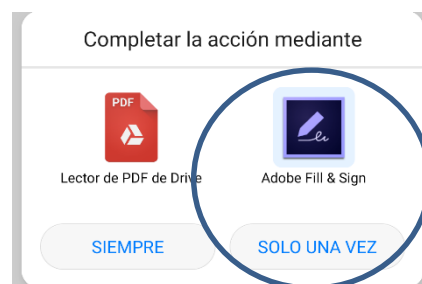 Completar la acción mediante
PDF
Lector de PDF de Drive
Adobe Fill & Sign
SIEMPRE
SOLO UNA VEZ